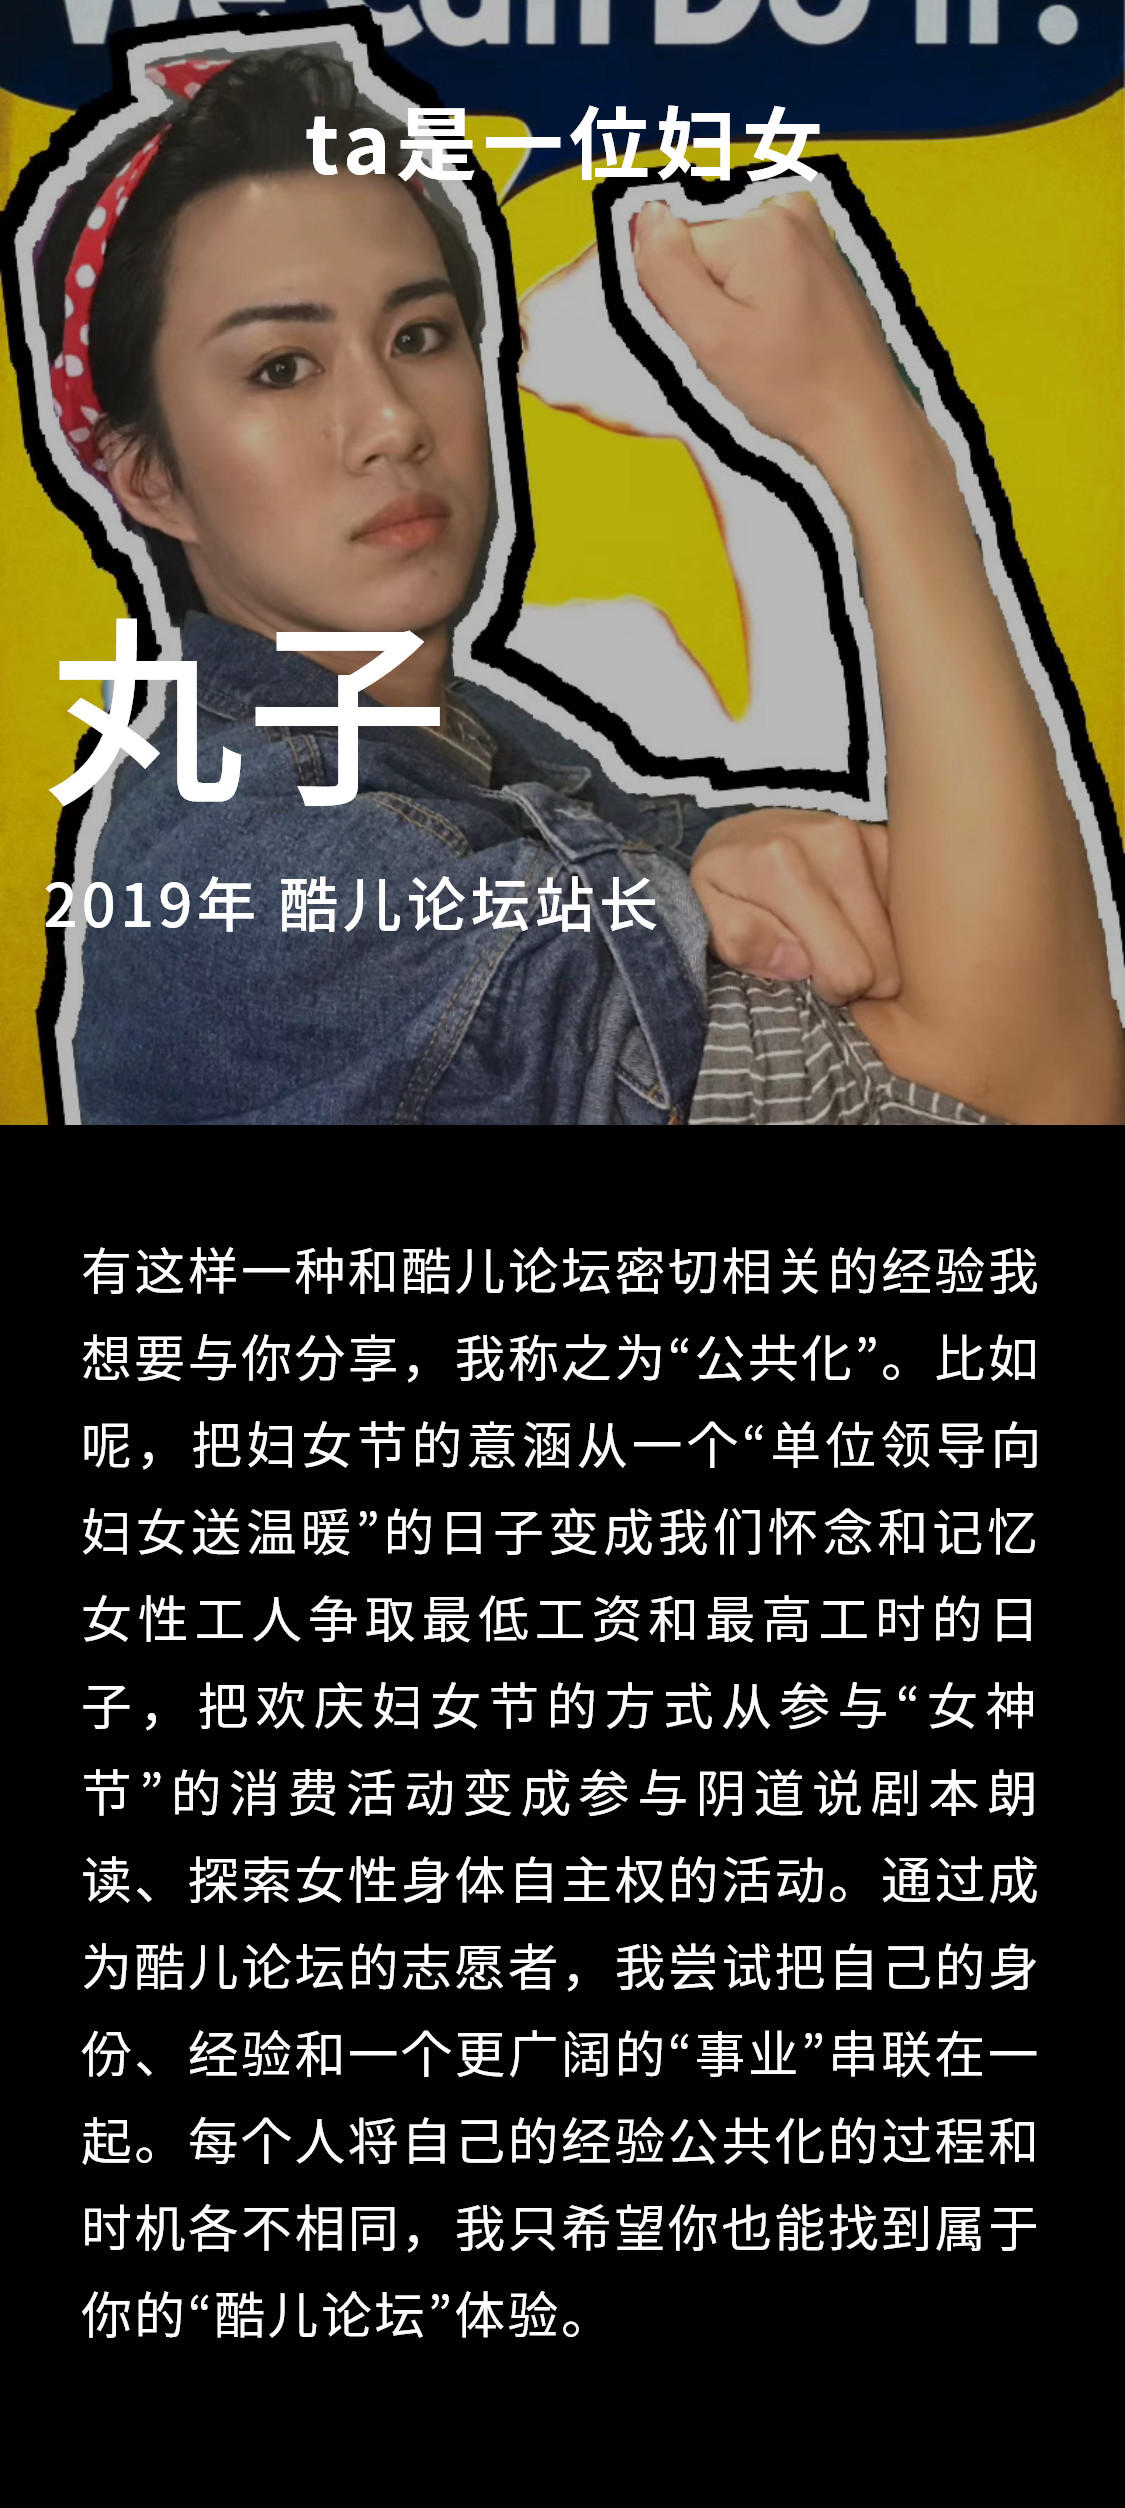 We Can Do It!
ta是一位妇女
丸子
2019年 酷儿论坛站长
有这样一种和酷儿论坛密切相关的经验我
想要与你分享，我称之为“公共化”。比如
呢，把妇女节的意涵从一个“单位领导向
妇女送温暖”的日子变成我们怀念和记忆
女性工人争取最低工资和最高工时的日
子，把欢庆妇女节的方式从参与“女神
节”的消费活动变成参与阴道说剧本朗
读、探索女性身体自主权的活动。通过成
为酷儿论坛的志愿者，我尝试把自己的身
份、经验和一个更广阔的“事业”串联在一
起。每个人将自己的经验公共化的过程和
时机各不相同，我只希望你也能找到属于
你的“酷儿论坛”体验。